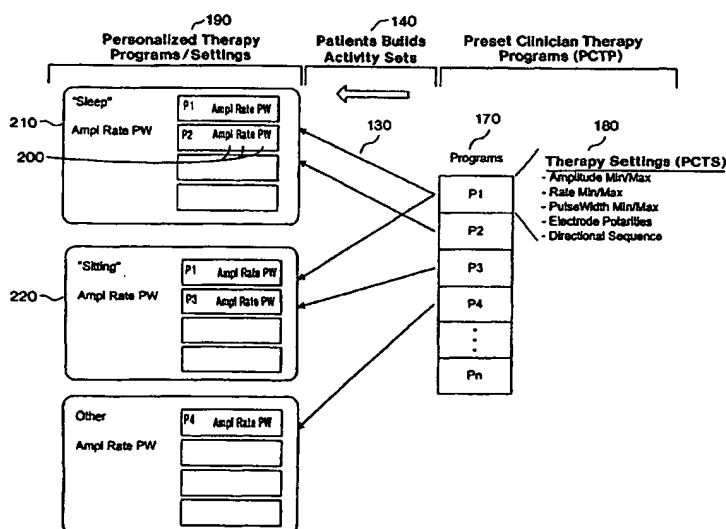 190
Personalized Therapy
Programs/Settings
140
Patients Builds
Activity Sets
Preset Clinician Therapy
Programs (PCTP)
210
"Sleep"
Ampl Rate PW
P1 Ampl Rate PW
P2 Ampl Rate PW
200
130
170
Programs
P1
P2
P3
P4
Pn
180
Therapy Settings (PCTS)
- Amplitude Min/Max
- Rate Min/Max
- PulseWidth Min/Max
- Electrode Polarities
- Directional Sequence
220
"Sitting"
Ampl Rate PW
P1 Ampl Rate PW
P3 Ampl Rate PW
Other
Ampl Rate PW
P4 Ampl Rate PW